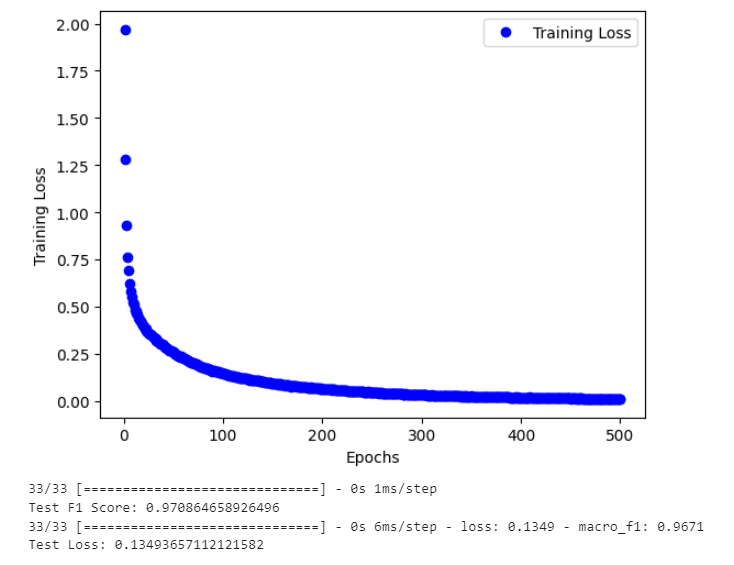 2.00
1.75
1.50
1.25
1.00
0.75
0.50
0.25
0.00
Training Loss
Training Loss
0 100 200 300 400 500
Epochs
33/33 [==============================] - 0s 1ms/step
Test F1 Score: 0.970864658926496
33/33 [==============================] - 0s 6ms/step - loss: 0.1349 - macro_f1: 0.9671
Test Loss: 0.13493657112121582